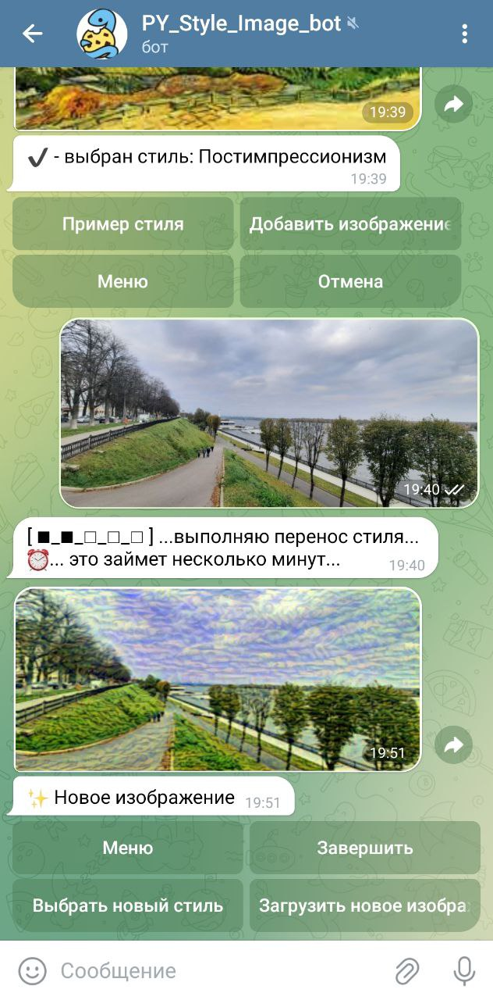 PY_Style_Image_bot
бот
19:39
✔ - выбран стиль: Постимпрессионизм
19:39
Пример стиля
Добавить изображение
Меню
Отмена
19:40
[ ■_■_□_□_□ ] ...выполняю перенос стиля...
⏰... это займет несколько минут...
19:40
19:51
✨ Новое изображение
19:51
Меню
Завершить
Выбрать новый стиль
Загрузить новое изобра
Сообщение